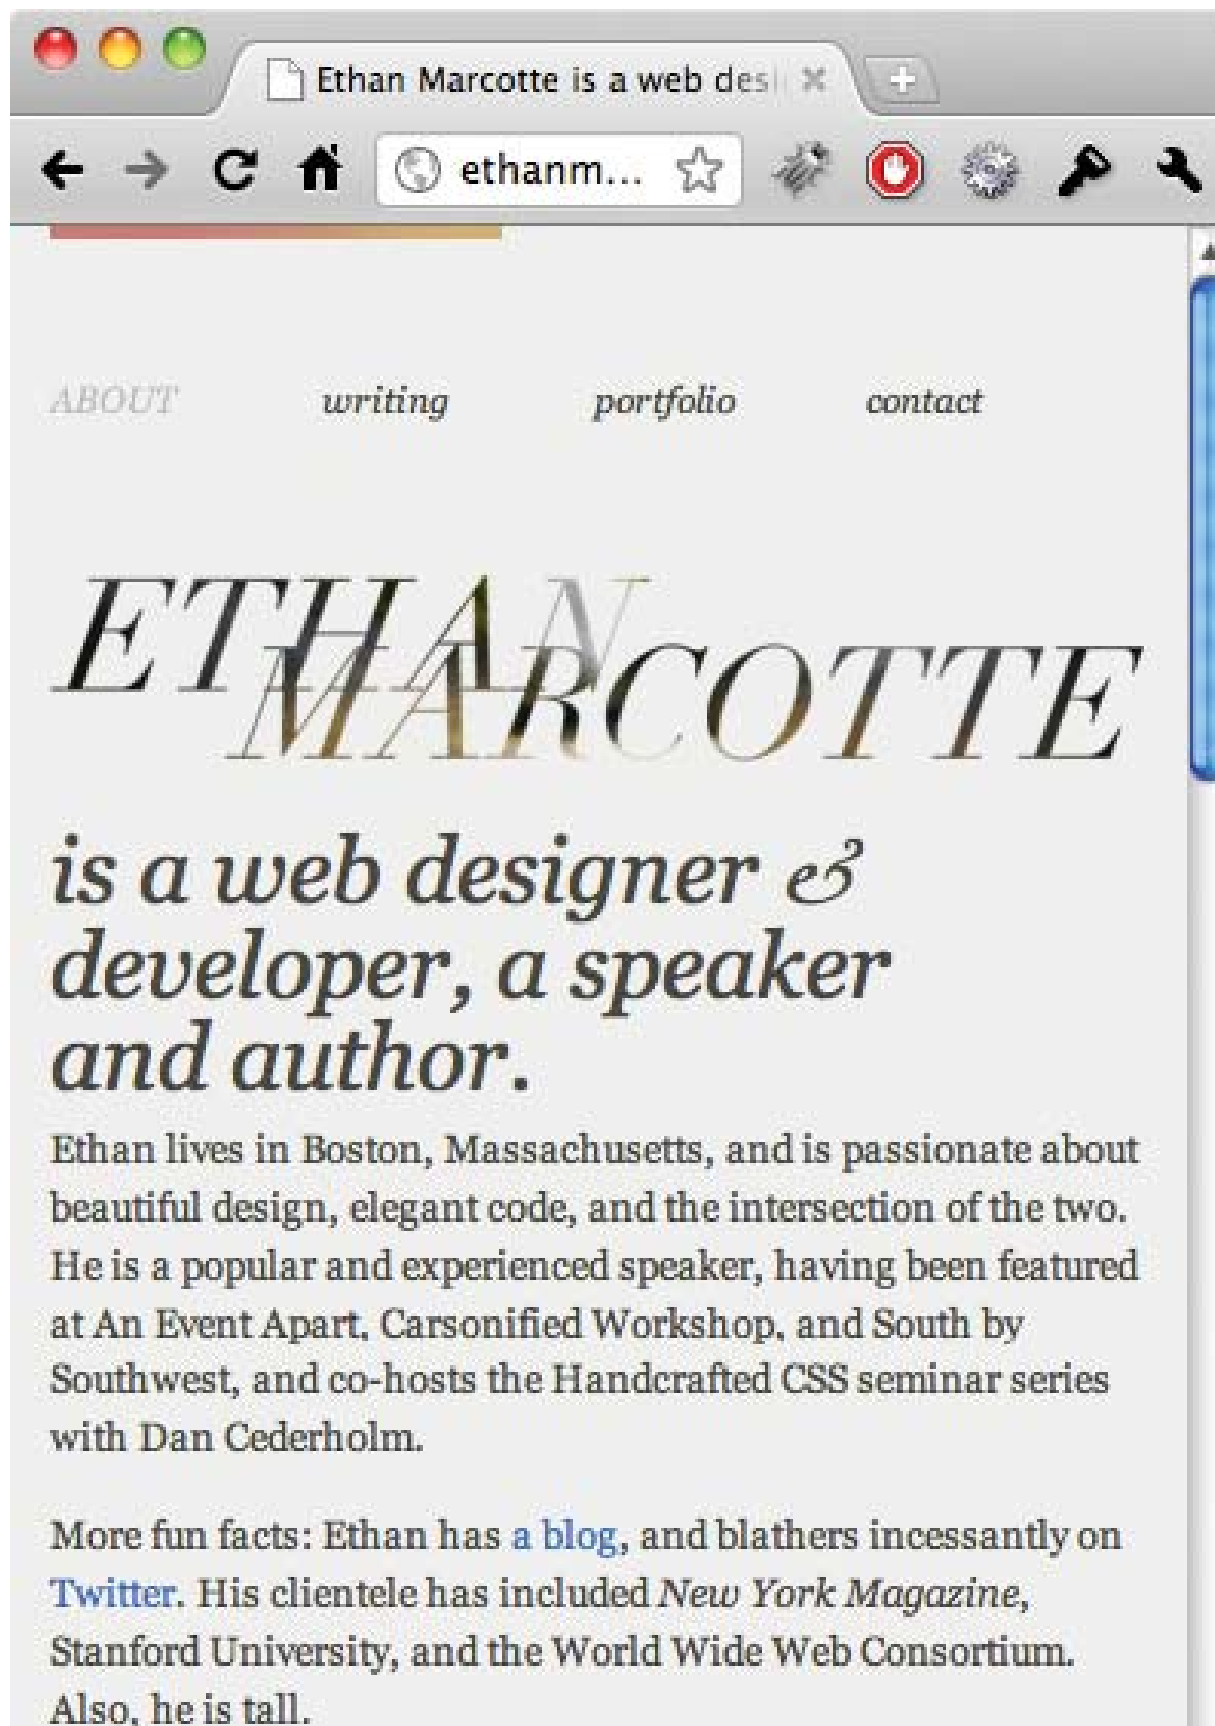 Ethan Marcotte is a web desi
ethanm...
ABOUT writing portfolio contact
ETHAN
MARCOTTE
is a web designer &
developer, a speaker
and author.
Ethan lives in Boston, Massachusetts, and is passionate about
beautiful design, elegant code, and the intersection of the two.
He is a popular and experienced speaker, having been featured
at An Event Apart, Carsonified Workshop, and South by
Southwest, and co-hosts the Handcrafted CSS seminar series
with Dan Cederholm.
More fun facts: Ethan has a blog, and blathers incessantly on
Twitter. His clientele has included New York Magazine,
Stanford University, and the World Wide Web Consortium.
Also, he is tall.